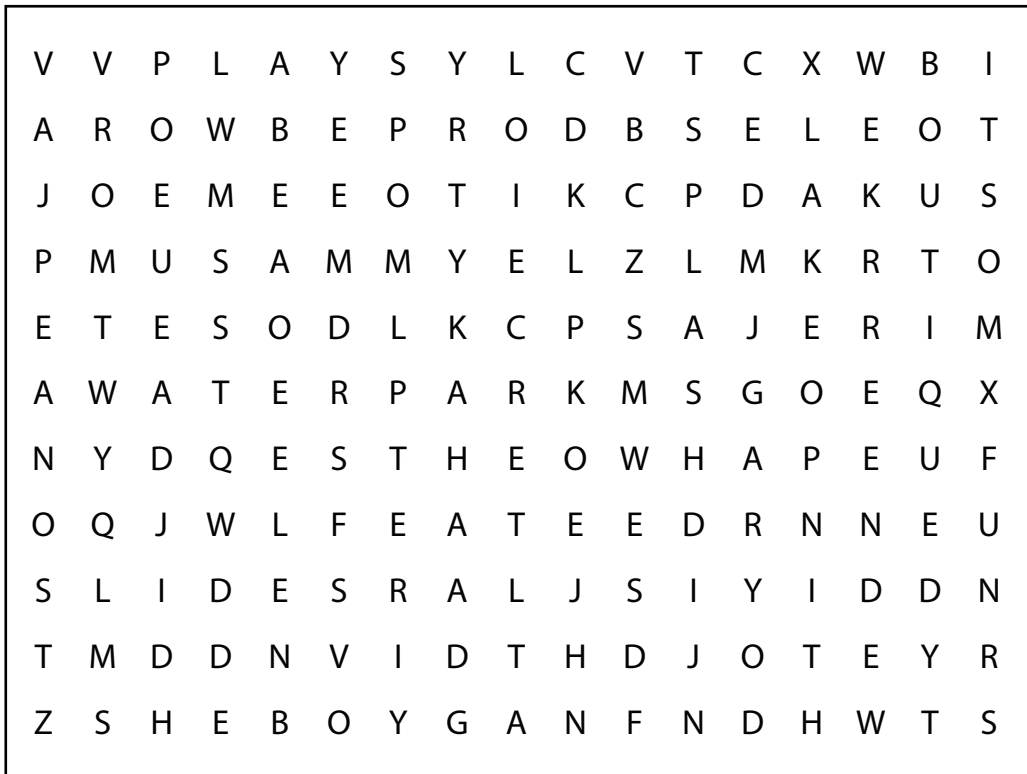 V V P L A Y S Y L C V T C X W B I
A R O W B E P R O D B S E L E O T
J O E M E E O T I K C P D A K U S
P M U S A M M Y E L Z L M K R T O
E T E S O D L K C P S A J E R I M
A W A T E R P A R K M S G O E Q X
N Y D Q E S T H E O W H A P E U F
O Q J W L F E A T E E D R N N E U
S L I D E S R A L J S I Y I D D N
T M D D N V I D T H D J O T E Y R
Z S H E B O Y G A N F N D H W T S